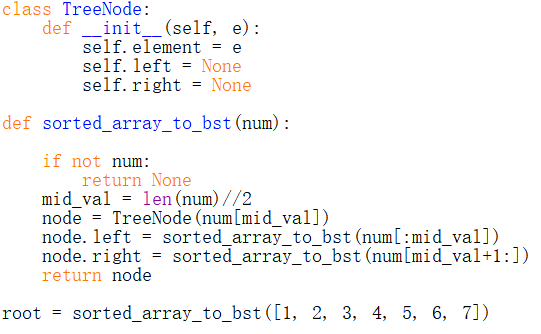 class TreeNode:
    def __init__(self, e):
        self.element = e
        self.left = None
        self.right = None

def sorted_array_to_bst(num):

    if not num:
        return None
    mid_val = len(num)//2
    node = TreeNode(num[mid_val])
    node.left = sorted_array_to_bst(num[:mid_val])
    node.right = sorted_array_to_bst(num[mid_val+1:])
    return node

root = sorted_array_to_bst([1, 2, 3, 4, 5, 6, 7])